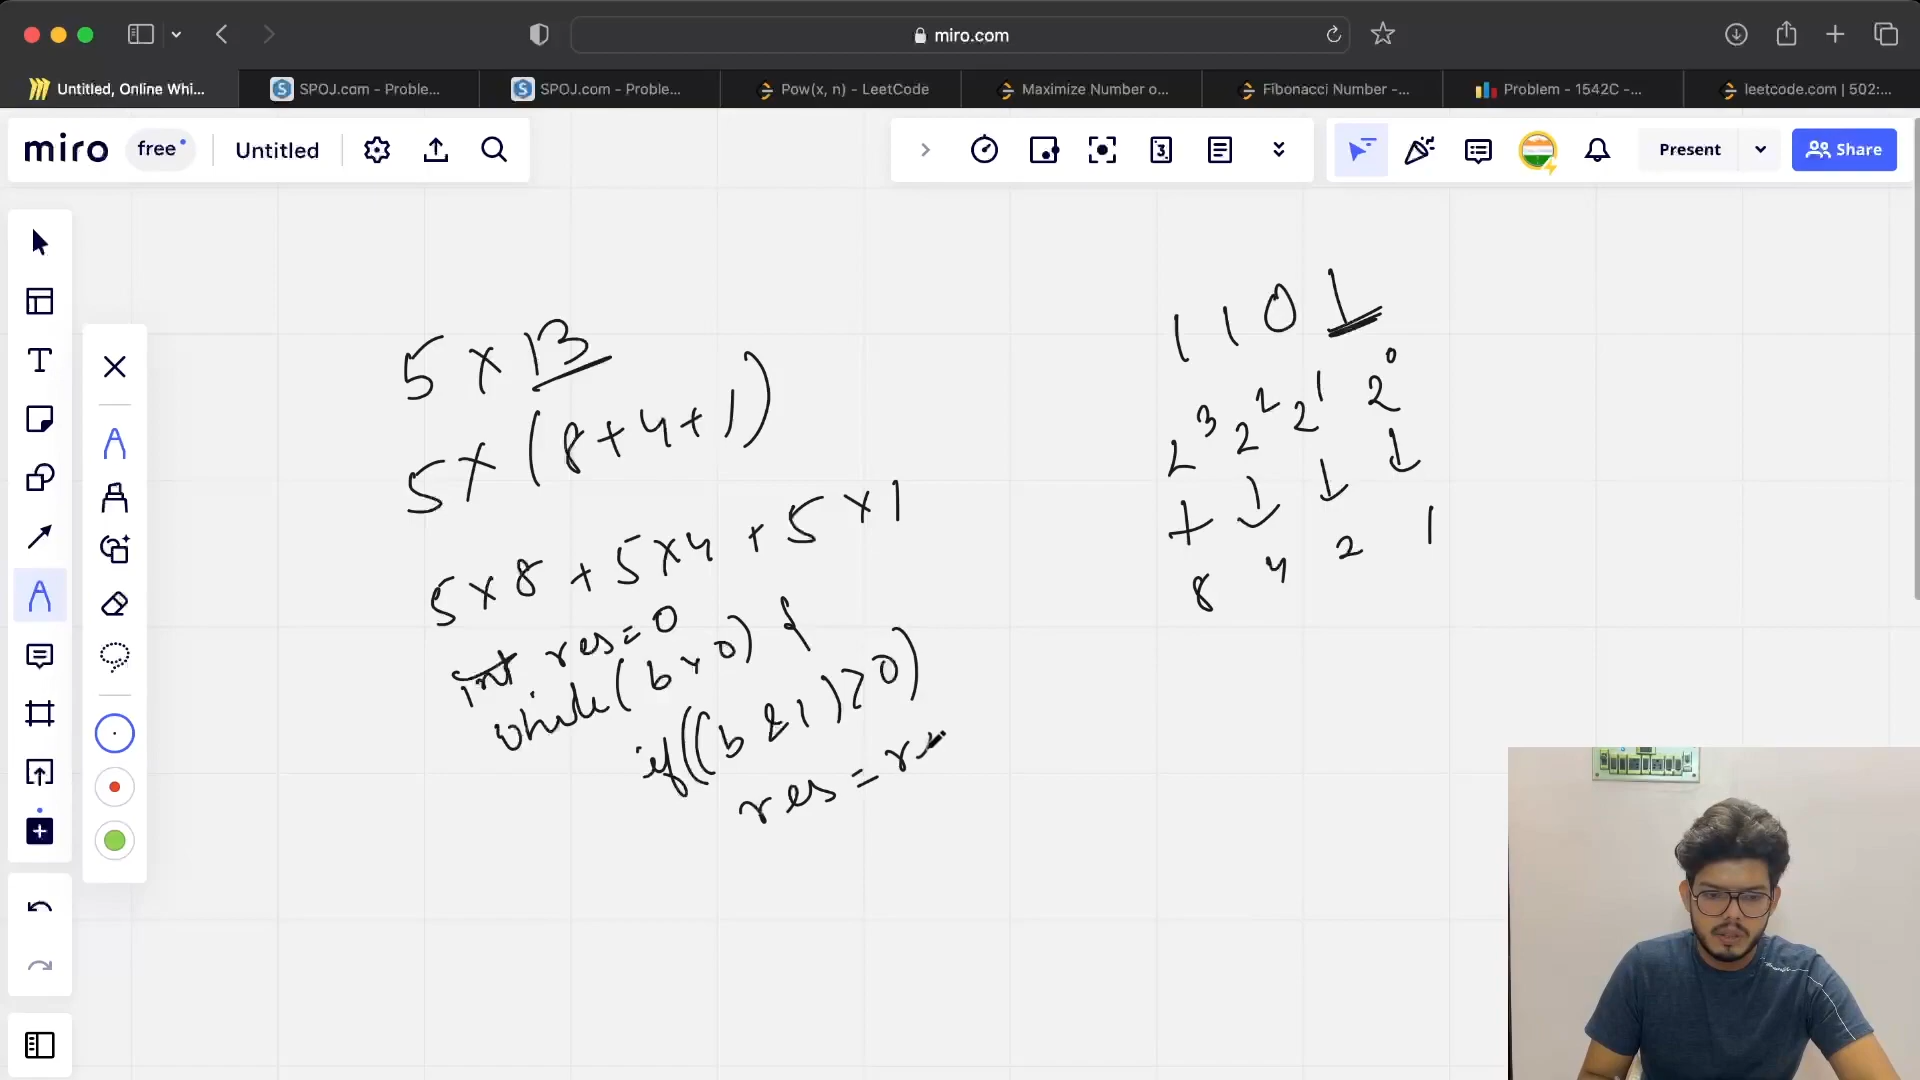 miro.com
Untitled, Online Whi...
SPOJ.com - Proble...
SPOJ.com - Proble...
Pow(x, n) - LeetCode
Maximize Number o...
Fibonacci Number -...
Problem - 1542C -...
leetcode.com | 502:...
miro
free
Untitled
3
Present
Share
T
5 x 13
5 x (8+4+1)
5 x 8 + 5 x 4 + 5 x 1
int res = 0
while (b > 0) {
if ((b & 1) > 0)
res = r
1 1 0 1
2³ 2² 2¹ 2⁰
8 4 2 1